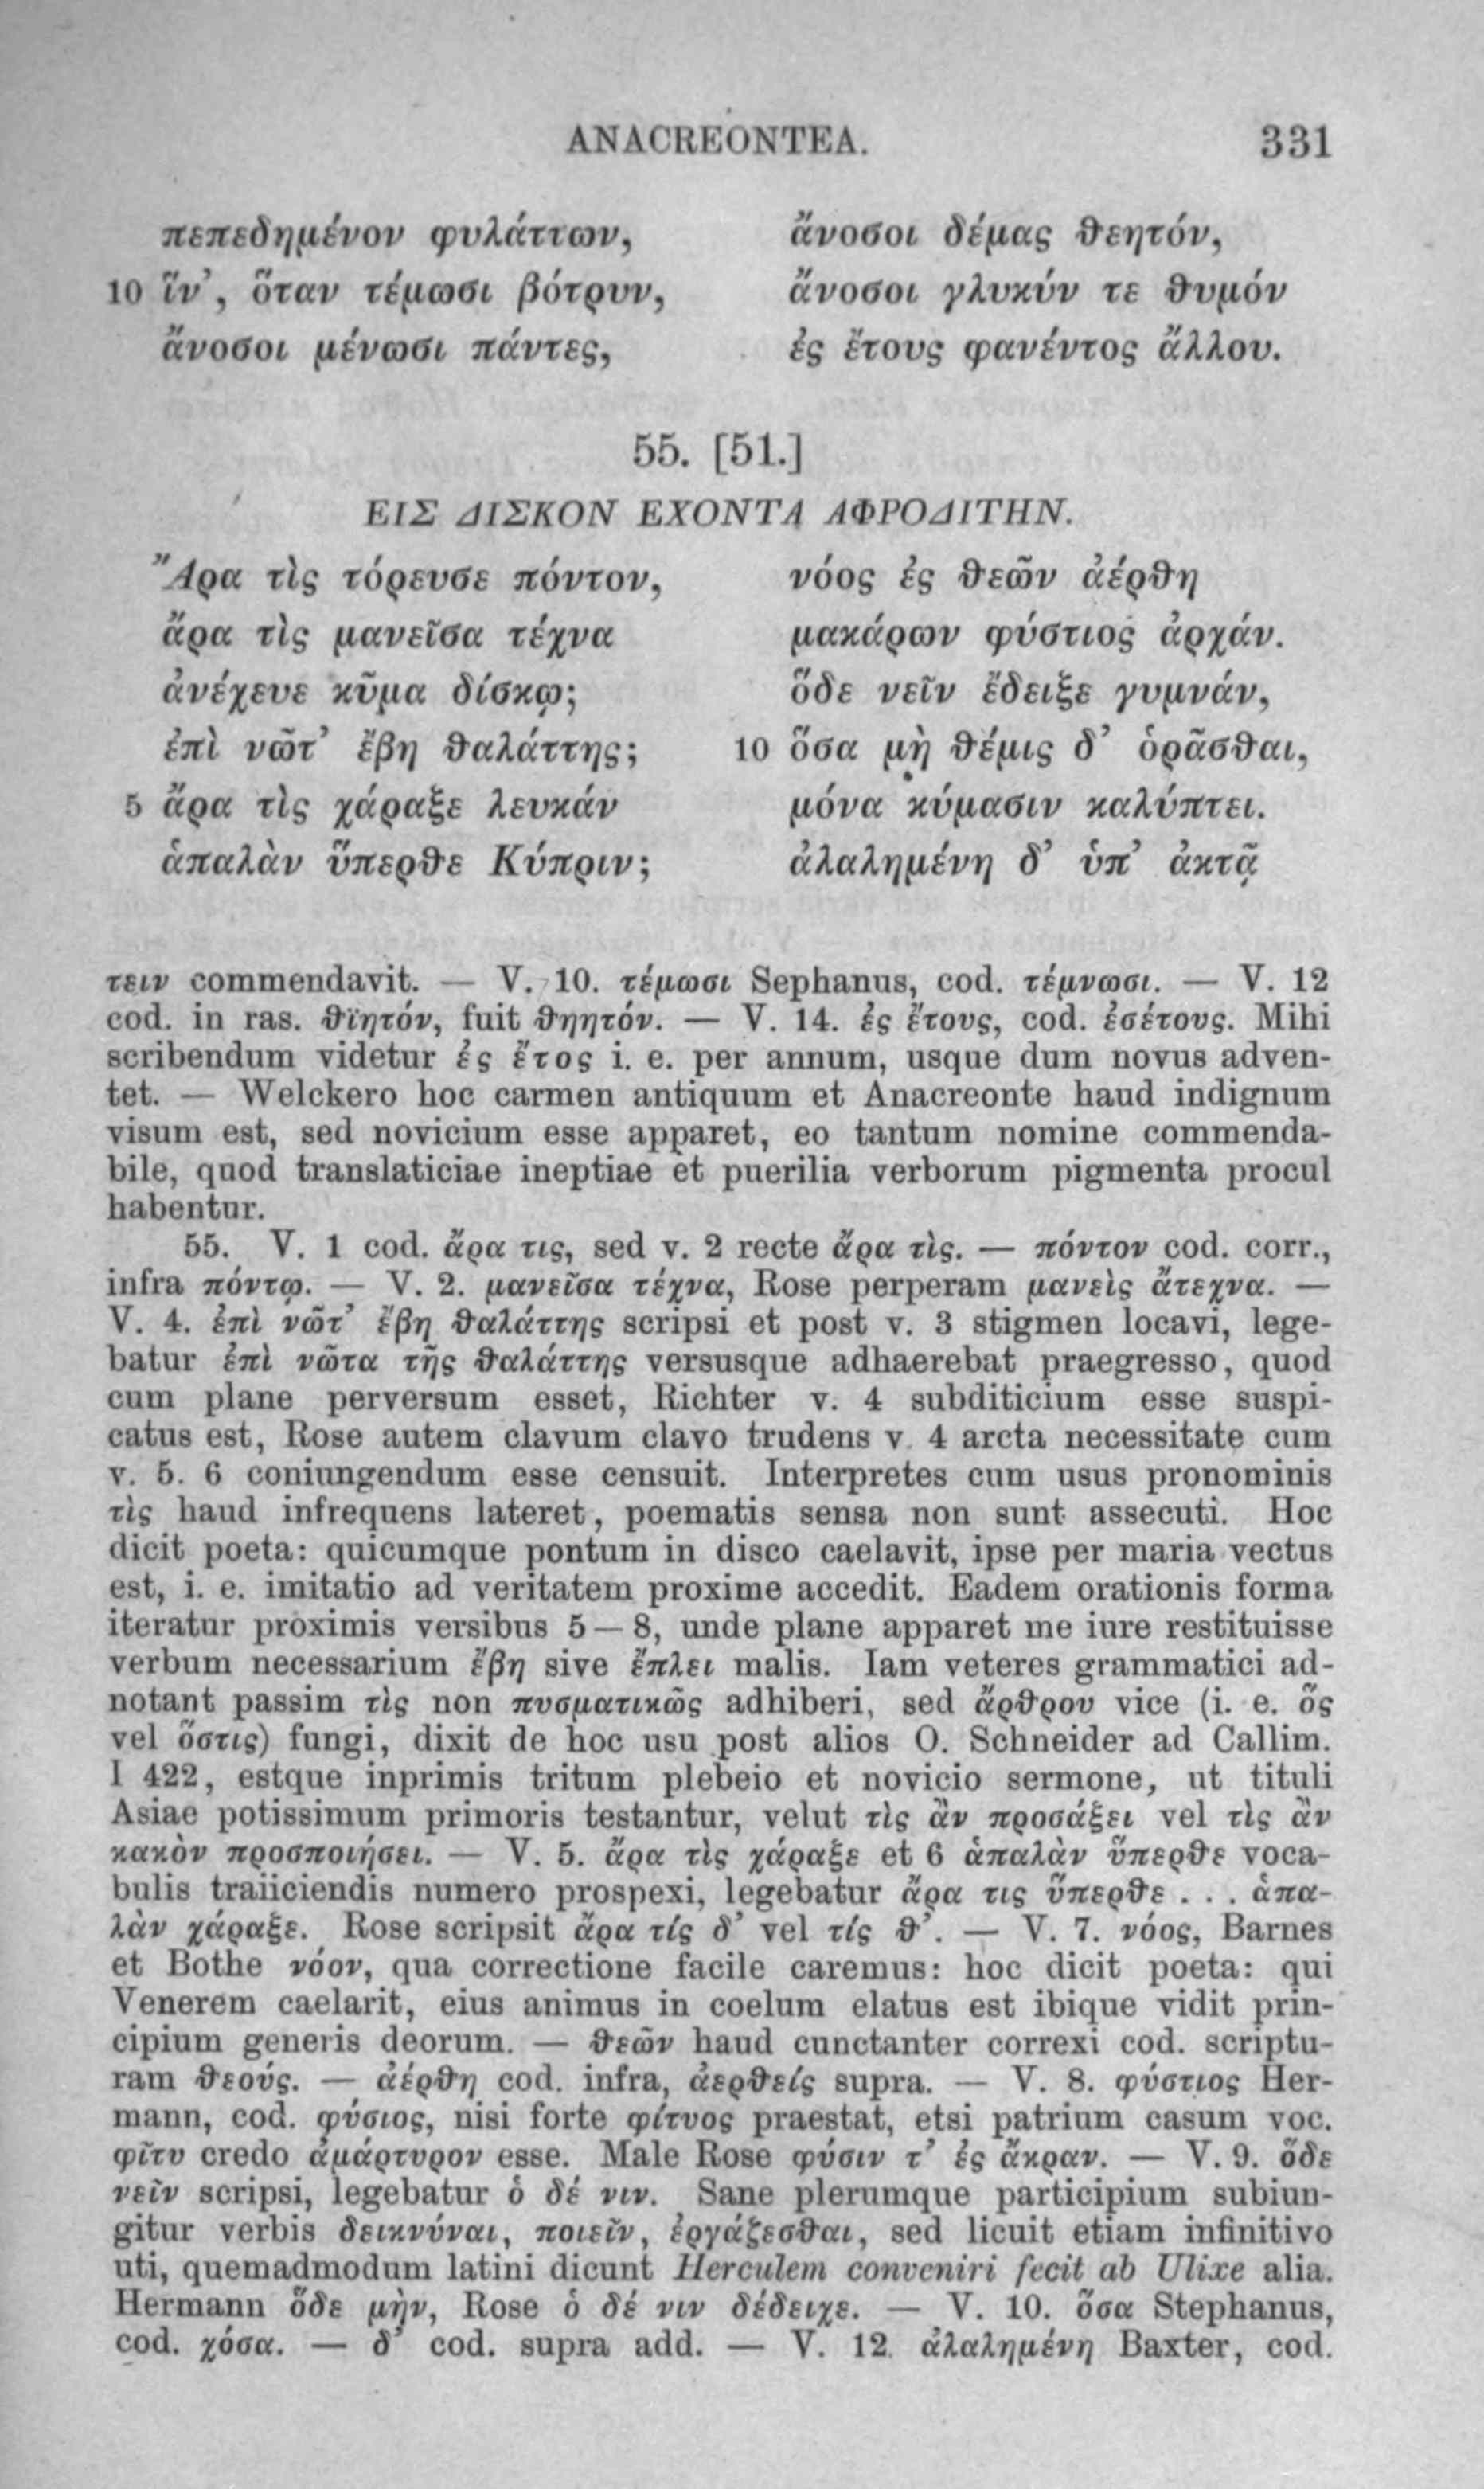 ANACREONTEA. 331
πεπεδημένον φυλάττων,
10 ἵν’, ὅταν τέμωσι βότρυν,
ἄνοσοι μένωσι πάντες,
ἄνοσοι δέμας θεητόν,
ἄνοσοι γλυκύν τε θυμόν
ἐς ἔτους φανέντος ἄλλου.
55. [51.]
ΕΙΣ ΔΙΣΚΟΝ ΕΧΟΝΤΑ ΑΦΡΟΔΙΤΗΝ.
Ἄρα τὶς τόρευσε πόντον,
ἄρα τὶς μανεῖσα τέχνα
ἀνέχευε κῦμα δίσκῳ;
ἐπὶ νῶτ’ ἔβη θαλάττης;
5 ἄρα τὶς χάραξε λευκάν
ἁπαλὰν ὕπερθε Κύπριν;
νόος ἐς θεῶν ἀέρθη
μακάρων φύστιος ἀρχάν.
ὅδε νεῖν ἔδειξε γυμνάν,
10 ὅσα μὴ θέμις δ’ ὁρᾶσθαι,
μόνα κύμασιν καλύπτει.
ἀλαλημένη δ’ ὑπ’ ἀκτᾷ
τειν commendavit. — V. 10. τέμωσι Sephanus, cod. τέμνωσι. — V. 12
cod. in ras. θϊητόν, fuit θηητόν. — V. 14. ἐς ἔτους, cod. ἐσέτους. Mihi
scribendum videtur ἐς ἔτος i. e. per annum, usque dum novus adven-
tet. — Welckero hoc carmen antiquum et Anacreonte haud indignum
visum est, sed novicium esse apparet, eo tantum nomine commenda-
bile, quod translaticiae ineptiae et puerilia verborum pigmenta procul
habentur.
55. V. 1 cod. ἄρα τις, sed v. 2 recte ἄρα τὶς. — πόντον cod. corr.,
infra πόντῳ. — V. 2. μανεῖσα τέχνα, Rose perperam μανεὶς ἄτεχνα. —
V. 4. ἐπὶ νῶτ’ ἔβη θαλάττης scripsi et post v. 3 stigmen locavi, lege-
batur ἐπὶ νῶτα τῆς θαλάττης versusque adhaerebat praegresso, quod
cum plane perversum esset, Richter v. 4 subditicium esse suspi-
catus est, Rose autem clavum clavo trudens v. 4 arcta necessitate cum
v. 5. 6 coniungendum esse censuit. Interpretes cum usus pronominis
τὶς haud infrequens lateret, poematis sensa non sunt assecuti. Hoc
dicit poeta: quicumque pontum in disco caelavit, ipse per maria vectus
est, i. e. imitatio ad veritatem proxime accedit. Eadem orationis forma
iteratur proximis versibus 5—8, unde plane apparet me iure restituisse
verbum necessarium ἔβη sive ἔπλει malis. Iam veteres grammatici ad-
notant passim τὶς non πυσματικῶς adhiberi, sed ἄρθρου vice (i. e. ὅς
vel ὅστις) fungi, dixit de hoc usu post alios O. Schneider ad Callim.
I 422, estque inprimis tritum plebeio et novicio sermone, ut tituli
Asiae potissimum primoris testantur, velut τὶς ἂν προσάξει vel τὶς ἂν
κακὸν προσποιήσει. — V. 5. ἄρα τὶς χάραξε et 6 ἁπαλὰν ὕπερθε voca-
bulis traiiciendis numero prospexi, legebatur ἄρα τις ὕπερθε . . . ἁπα-
λὰν χάραξε. Rose scripsit ἄρα τίς δ’ vel τίς θ’. — V. 7. νόος, Barnes
et Bothe νόον, qua correctione facile caremus: hoc dicit poeta: qui
Venerem caelarit, eius animus in coelum elatus est ibique vidit prin-
cipium generis deorum. — θεῶν haud cunctanter correxi cod. scriptu-
ram θεούς. — ἀέρθη cod. infra, ἀερθείς supra. — V. 8. φύστιος Her-
mann, cod. φύσιος, nisi forte φίτυος praestat, etsi patrium casum voc.
φῖτυ credo ἀμάρτυρον esse. Male Rose φύσιν τ’ ἐς ἄκραν. — V. 9. ὅδε
νεῖν scripsi, legebatur ὁ δέ νιν. Sane plerumque participium subiun-
gitur verbis δεικνύναι, ποιεῖν, ἐργάζεσθαι, sed licuit etiam infinitivo
uti, quemadmodum latini dicunt Herculem conveniri fecit ab Ulixe alia.
Hermann ὅδε μὴν, Rose ὁ δέ νιν δέδειχε. — V. 10. ὅσα Stephanus,
cod. χόσα. — δ’ cod. supra add. — V. 12. ἀλαλημένη Baxter, cod.